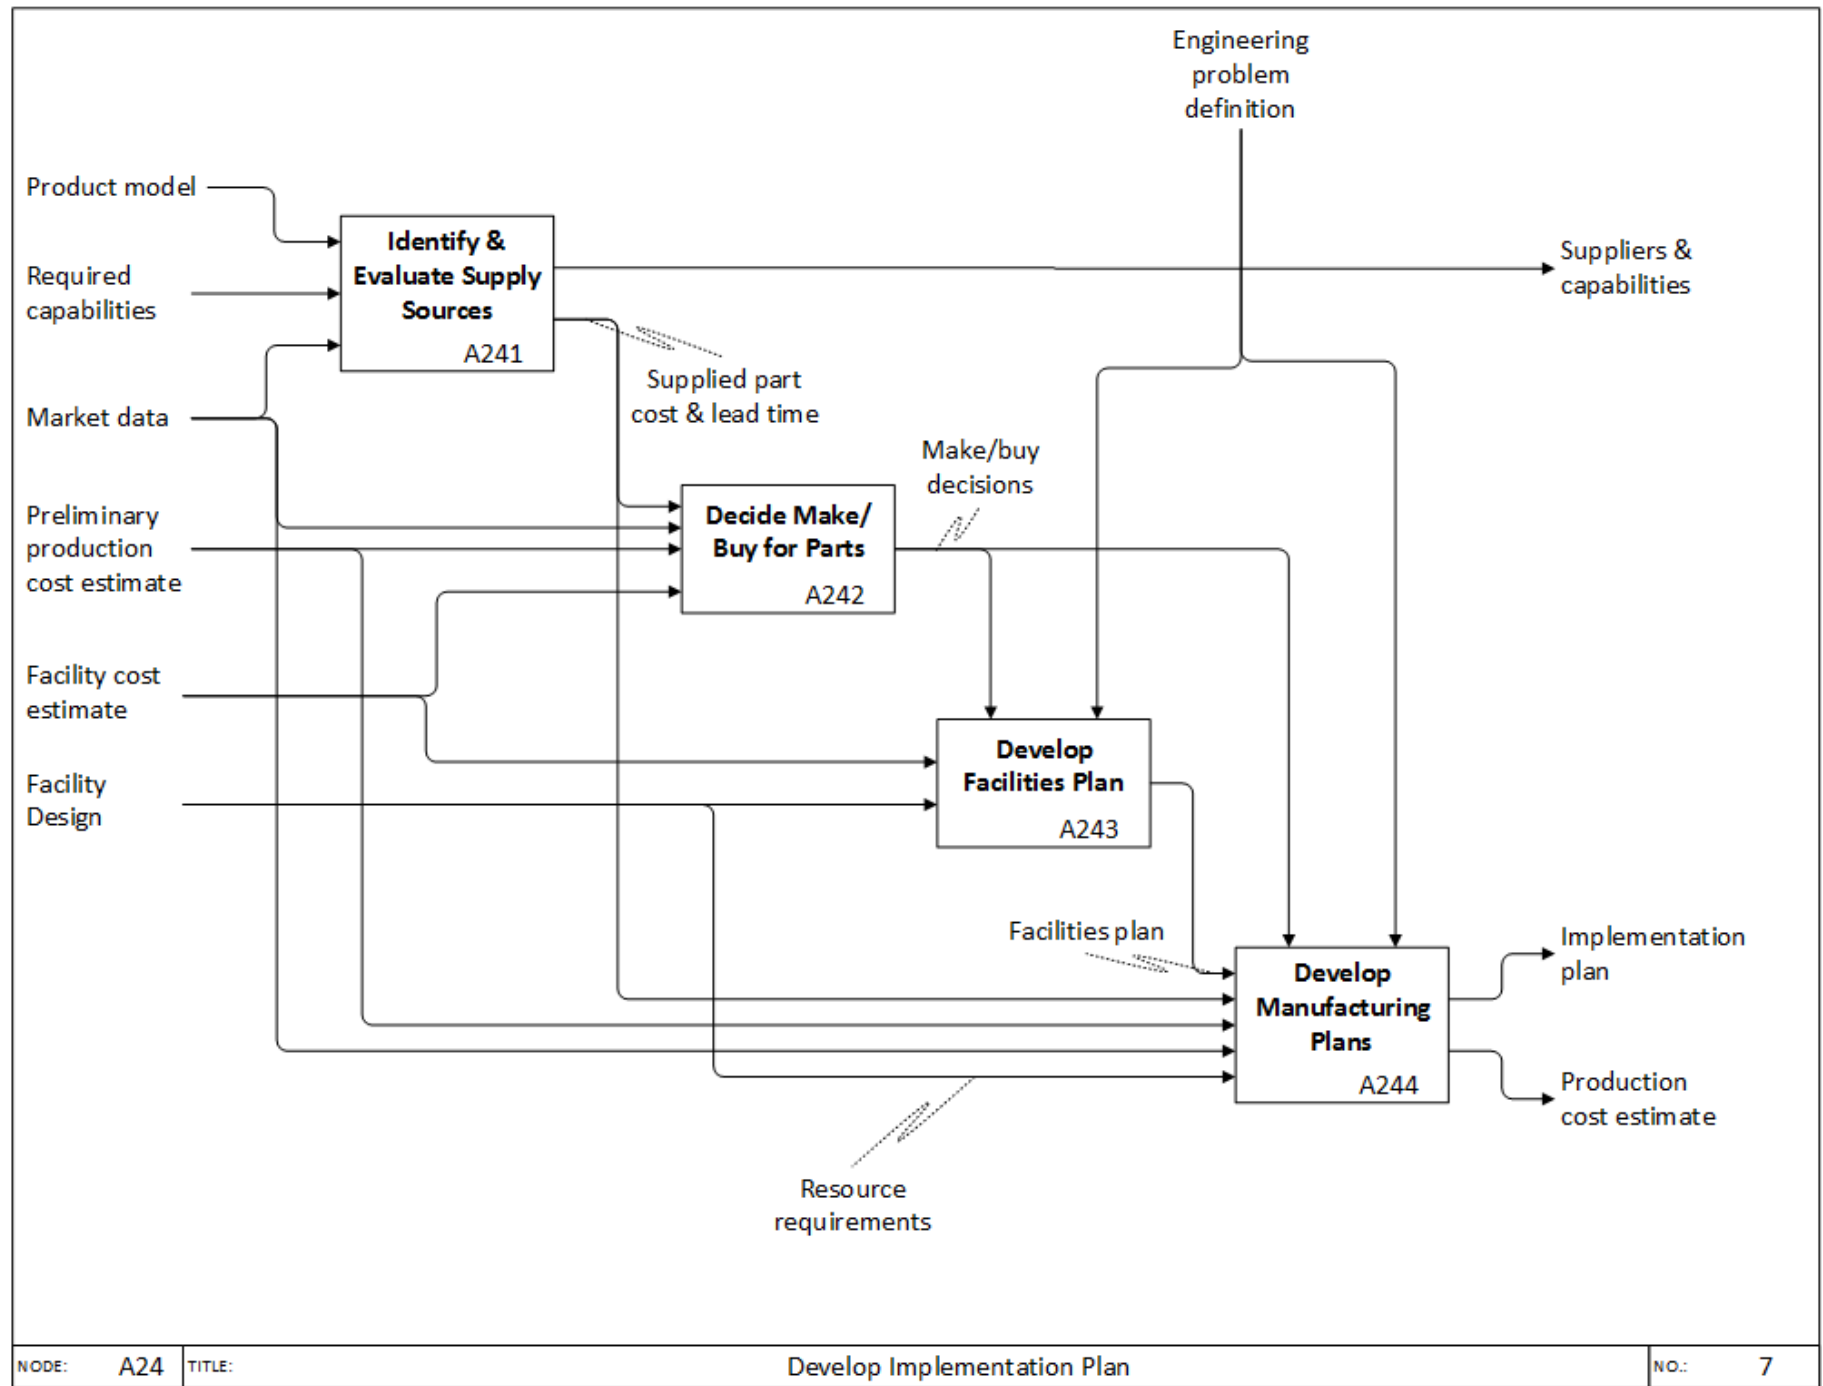 Engineering
problem
definition
Product model
Identify &
Evaluate Supply
Sources
A241
Suppliers &
capabilities
Required
capabilities
Supplied part
cost & lead time
Market data
Make/buy
decisions
Preliminary
production
cost estimate
Decide Make/
Buy for Parts
A242
Facility cost
estimate
Develop
Facilities Plan
A243
Facility
Design
Facilities plan
Implementation
plan
Develop
Manufacturing
Plans
A244
Production
cost estimate
Resource
requirements
NODE: A24 TITLE: Develop Implementation Plan NO.: 7